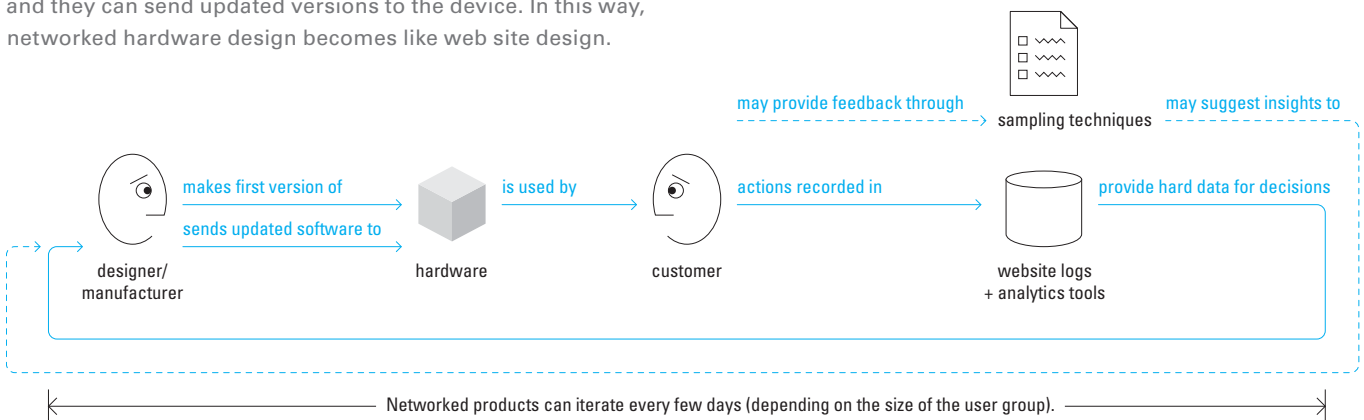 and they can send updated versions to the device. In this way,
networked hardware design becomes like web site design.
may provide feedback through
sampling techniques
may suggest insights to
makes first version of
is used by
actions recorded in
provide hard data for decisions
sends updated software to
designer/
manufacturer
hardware
customer
website logs
+ analytics tools
Networked products can iterate every few days (depending on the size of the user group).